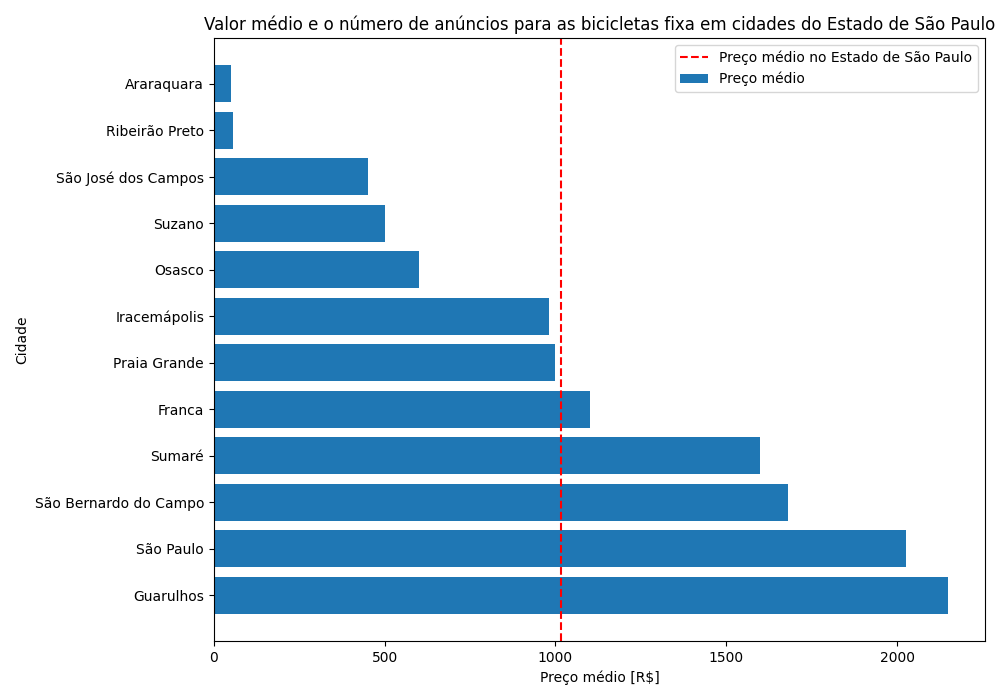 Valor médio e o número de anúncios para as bicicletas fixa em cidades do Estado de São Paulo
Preço médio no Estado de São Paulo
Preço médio
Cidade
Araraquara
Ribeirão Preto
São José dos Campos
Suzano
Osasco
Iracemápolis
Praia Grande
Franca
Sumaré
São Bernardo do Campo
São Paulo
Guarulhos
0 500 1000 1500 2000
Preço médio [R$]